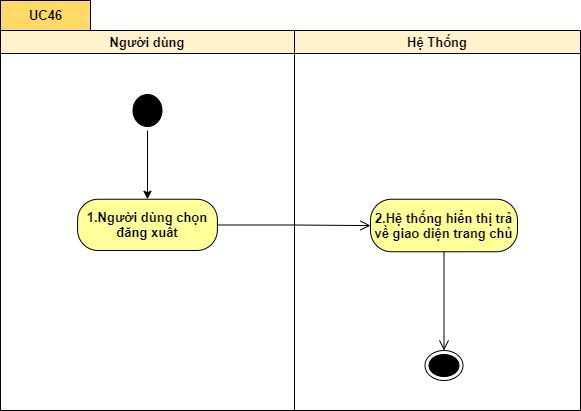 UC46
Người dùng
Hệ Thống
1.Người dùng chọn
đăng xuất
2.Hệ thống hiển thị trả
về giao diện trang chủ